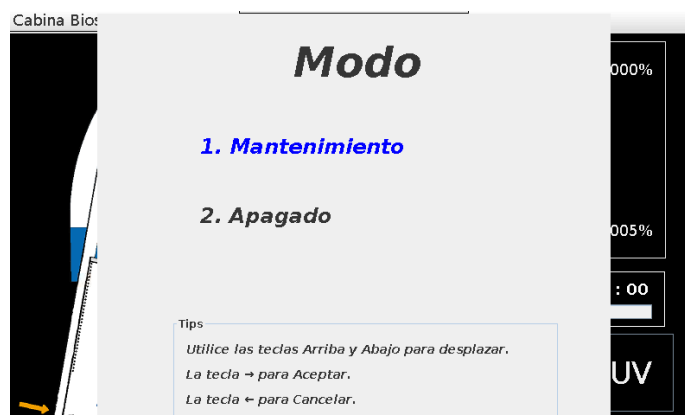 Cabina Bios
Modo
000%
1. Mantenimiento
2. Apagado
005%
: 00
Tips
Utilice las teclas Arriba y Abajo para desplazar.
La tecla → para Aceptar.
La tecla ← para Cancelar.
UV